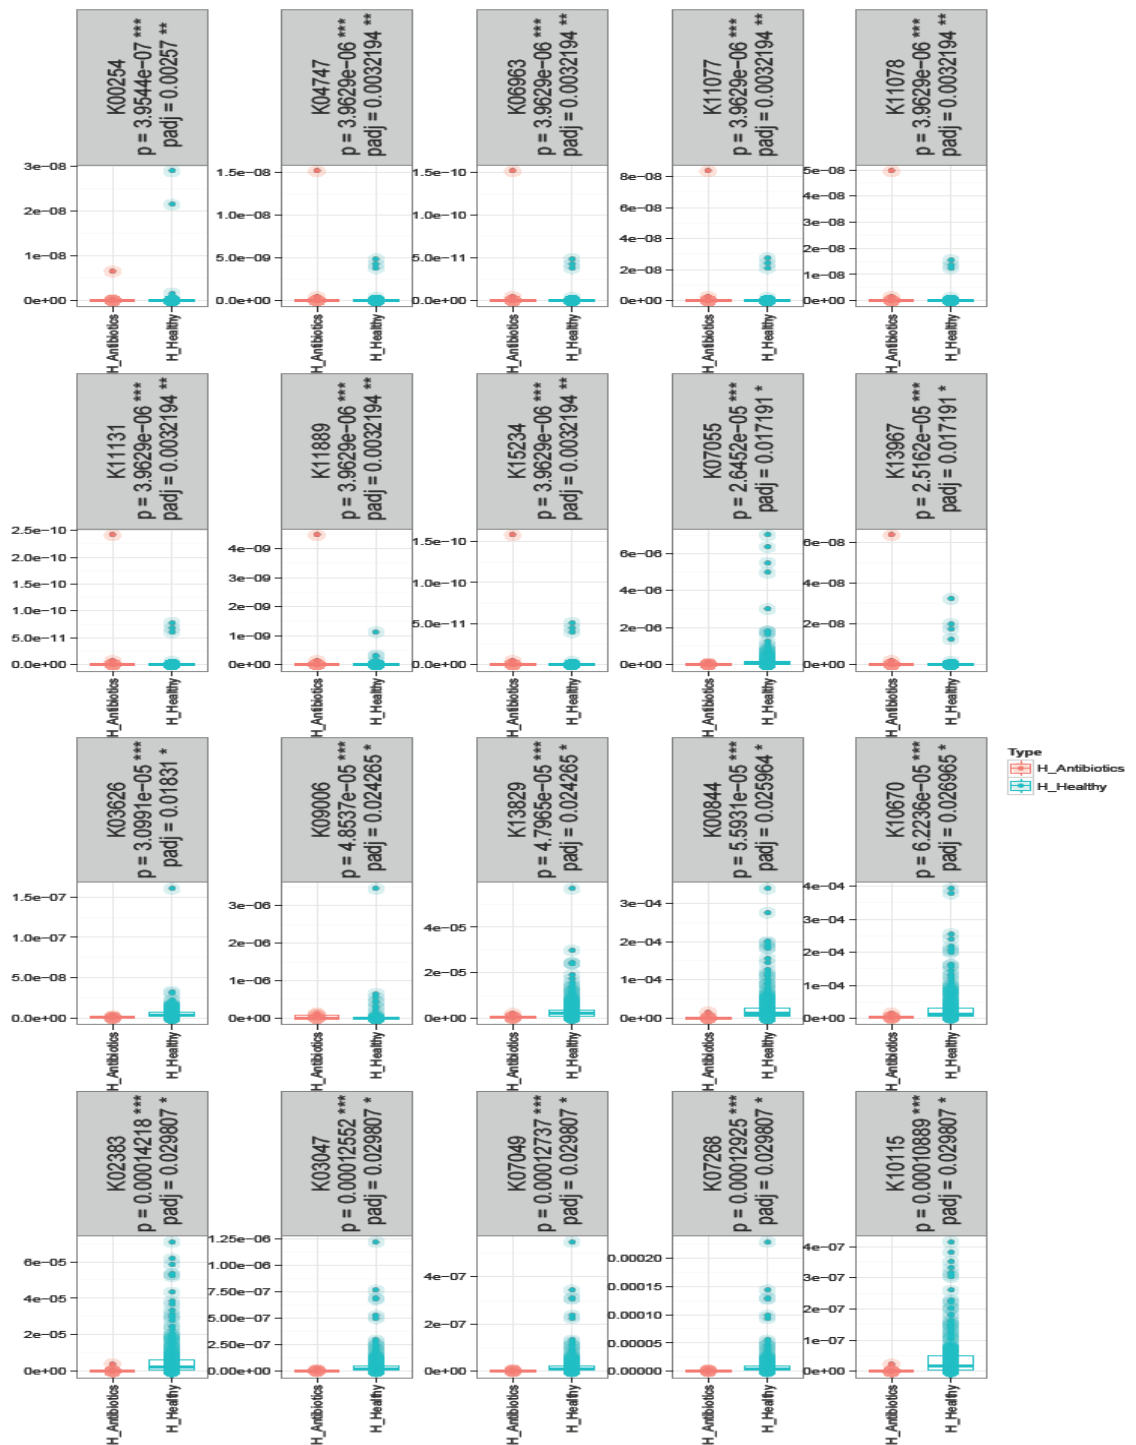 K00254
p = 3.9544e−07 ***
padj = 0.00257 **
K04747
p = 3.9629e−06 ***
padj = 0.0032194 **
K06963
p = 3.9629e−06 ***
padj = 0.0032194 **
K11077
p = 3.9629e−06 ***
padj = 0.0032194 **
K11078
p = 3.9629e−06 ***
padj = 0.0032194 **
3e−08
2e−08
1e−08
0e+00
1.5e−08
1.0e−08
5.0e−09
0.0e+00
1.5e−10
1.0e−10
5.0e−11
0.0e+00
8e−08
6e−08
4e−08
2e−08
0e+00
5e−08
4e−08
3e−08
2e−08
1e−08
0e+00
H_Antibiotics
H_Healthy
H_Antibiotics
H_Healthy
H_Antibiotics
H_Healthy
H_Antibiotics
H_Healthy
H_Antibiotics
H_Healthy
K11131
p = 3.9629e−06 ***
padj = 0.0032194 **
K11889
p = 3.9629e−06 ***
padj = 0.0032194 **
K15234
p = 3.9629e−06 ***
padj = 0.0032194 **
K07055
p = 2.6452e−05 ***
padj = 0.017191 *
K13967
p = 2.5162e−05 ***
padj = 0.017191 *
2.5e−10
2.0e−10
1.5e−10
1.0e−10
5.0e−11
0.0e+00
4e−09
3e−09
2e−09
1e−09
0e+00
1.5e−10
1.0e−10
5.0e−11
0.0e+00
6e−06
4e−06
2e−06
0e+00
6e−08
4e−08
2e−08
0e+00
H_Antibiotics
H_Healthy
H_Antibiotics
H_Healthy
H_Antibiotics
H_Healthy
H_Antibiotics
H_Healthy
H_Antibiotics
H_Healthy
K03626
p = 3.0991e−05 ***
padj = 0.01831 *
K09006
p = 4.8537e−05 ***
padj = 0.024265 *
K13829
p = 4.7965e−05 ***
padj = 0.024265 *
K00844
p = 5.5931e−05 ***
padj = 0.025964 *
K10670
p = 6.2236e−05 ***
padj = 0.026965 *
1.5e−07
1.0e−07
5.0e−08
0.0e+00
3e−06
2e−06
1e−06
0e+00
4e−05
2e−05
0e+00
3e−04
2e−04
1e−04
0e+00
4e−04
3e−04
2e−04
1e−04
0e+00
H_Antibiotics
H_Healthy
H_Antibiotics
H_Healthy
H_Antibiotics
H_Healthy
H_Antibiotics
H_Healthy
H_Antibiotics
H_Healthy
K02383
p = 0.00014218 ***
padj = 0.029807 *
K03047
p = 0.00012552 ***
padj = 0.029807 *
K07049
p = 0.00012737 ***
padj = 0.029807 *
K07268
p = 0.00012925 ***
padj = 0.029807 *
K10115
p = 0.00010889 ***
padj = 0.029807 *
6e−05
4e−05
2e−05
0e+00
1.25e−06
1.00e−06
7.50e−07
5.00e−07
2.50e−07
0.00e+00
4e−07
2e−07
0e+00
0.00020
0.00015
0.00010
0.00005
0.00000
4e−07
3e−07
2e−07
1e−07
0e+00
H_Antibiotics
H_Healthy
H_Antibiotics
H_Healthy
H_Antibiotics
H_Healthy
H_Antibiotics
H_Healthy
H_Antibiotics
H_Healthy
Type
H_Antibiotics
H_Healthy